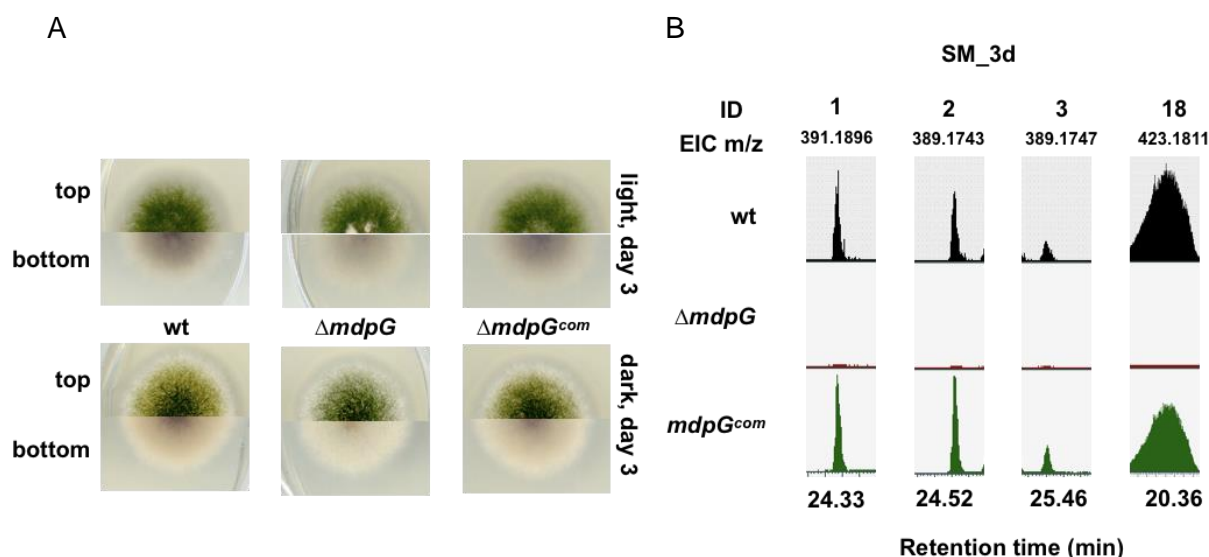 A
top
bottom
light, day 3
wt
ΔmdpG
ΔmdpG^com
top
bottom
dark, day 3
B
SM_3d
ID 1 2 3 18
EIC m/z 391.1896 389.1743 389.1747 423.1811
wt
ΔmdpG
mdpG^com
24.33 24.52 25.46 20.36
Retention time (min)